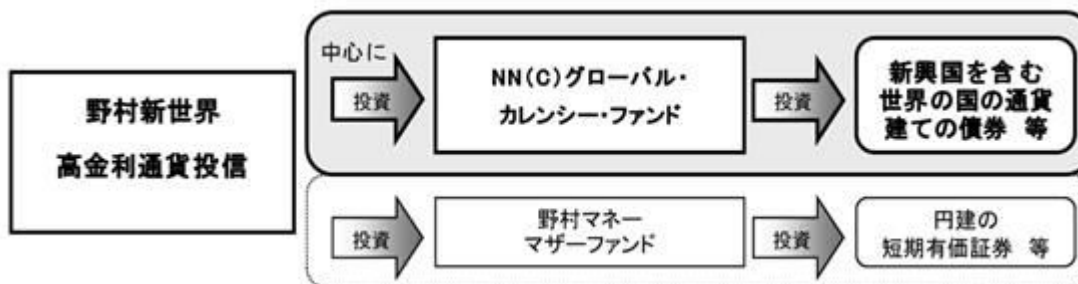 野村新世界
高金利通貨投信
中心に
投資
NN(C)グローバル・
カレンシー・ファンド
投資
新興国を含む
世界の国の通貨
建ての債券 等
投資
野村マネー
マザーファンド
投資
円建の
短期有価証券 等